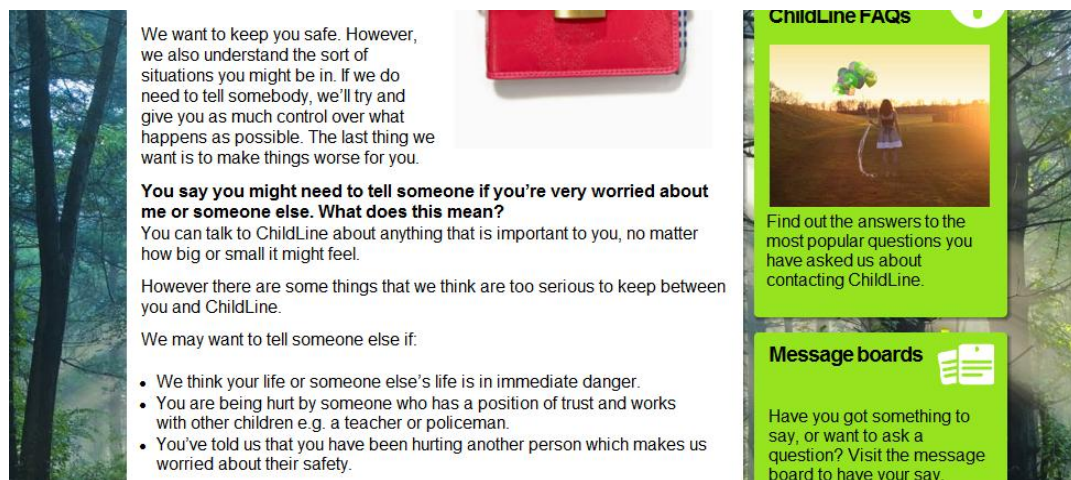 We want to keep you safe. However,
we also understand the sort of
situations you might be in. If we do
need to tell somebody, we'll try and
give you as much control over what
happens as possible. The last thing we
want is to make things worse for you.
You say you might need to tell someone if you're very worried about
me or someone else. What does this mean?
You can talk to ChildLine about anything that is important to you, no matter
how big or small it might feel.
However there are some things that we think are too serious to keep between
you and ChildLine.
We may want to tell someone else if:
• We think your life or someone else's life is in immediate danger.
• You are being hurt by someone who has a position of trust and works
with other children e.g. a teacher or policeman.
• You've told us that you have been hurting another person which makes us
worried about their safety.
ChildLine FAQs
Find out the answers to the
most popular questions you
have asked us about
contacting ChildLine.
Message boards
Have you got something to
say, or want to ask a
question? Visit the message
board to have your say.